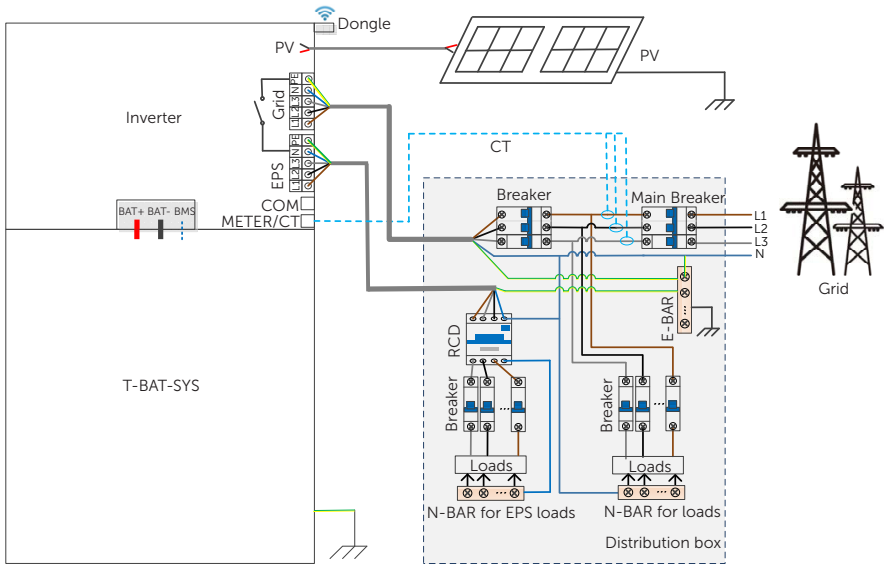 Dongle
PV
PV
Inverter
Grid
PE
N
L3
L2
L1
EPS
PE
N
L3
L2
L1
COM
METER/CT
BAT+ BAT- BMS
CT
Breaker
Main Breaker
L1
L2
L3
N
Grid
E-BAR
RCD
T-BAT-SYS
Breaker
Breaker
Loads
Loads
N-BAR for EPS loads
N-BAR for loads
Distribution box